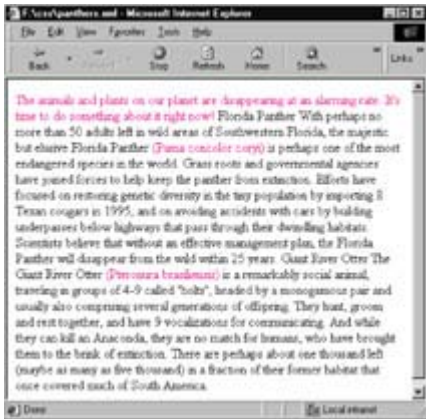 F:\css\panthers.xml - Microsoft Internet Explorer
File Edit View Favorites Tools Help
Back Stop Refresh Home Search Links
The animals and plants on our planet are disappearing at an alarming rate. It's
time to do something about it right now! Florida Panther With perhaps no
more than 50 adults left in wild areas of Southwestern Florida, the majestic
but elusive Florida Panther (Puma concolor coryi) is perhaps one of the most
endangered species in the world. Grass roots and governmental agencies
have joined forces to help keep the panther from extinction. Efforts have
focused on restoring genetic diversity in the tiny population by importing 8
Texan cougars in 1995, and on avoiding accidents with cars by building
underpasses below highways that pass through their dwindling habitats.
Scientists believe that without an effective management plan, the Florida
Panther will disappear from the wild within 25 years. Giant River Otter The
Giant River Otter (Pteronura brasiliensis) is a remarkably social animal,
traveling in groups of 4-9 called "holts", headed by a monogamous pair and
usually also comprising several generations of offspring. They hunt, groom
and rest together, and have 9 vocalizations for communicating. And while
they can kill an Anaconda, they are no match for humans, who have brought
them to the brink of extinction. There are perhaps about one thousand left
(maybe as many as five thousand) in a fraction of their former habitat that
once covered much of South America.
Done Local intranet